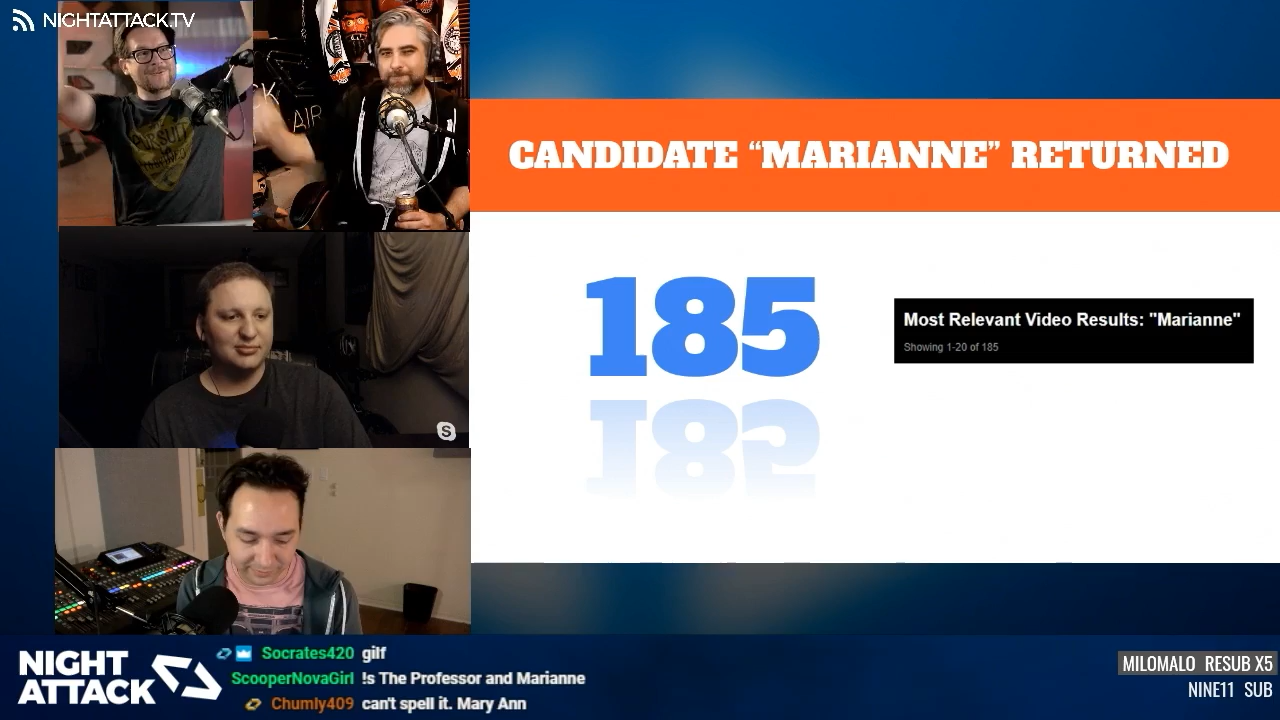 NIGHTATTACK.TV
AIR
CANDIDATE “MARIANNE” RETURNED
185
Most Relevant Video Results: "Marianne"
Showing 1-20 of 185
NIGHT
ATTACK
Socrates420 gilf
ScooperNovaGirl !s The Professor and Marianne
Chumly409 can't spell it. Mary Ann
MILOMALO RESUB X5
NINE11 SUB